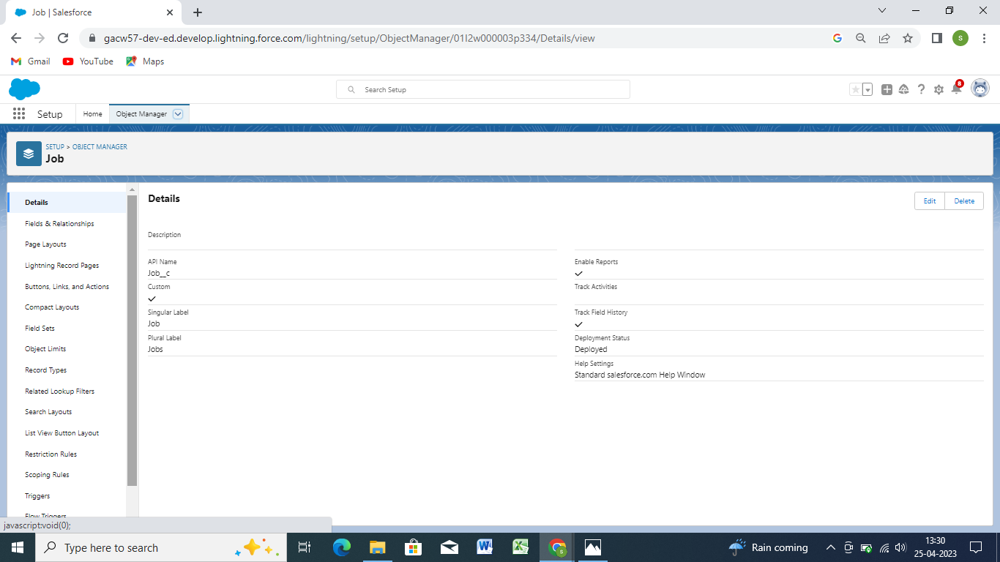 Job | Salesforce
gacw57-dev-ed.develop.lightning.force.com/lightning/setup/ObjectManager/01I2w000003p334/Details/view
S
Gmail YouTube Maps
Search Setup
8
Setup Home Object Manager
SETUP > OBJECT MANAGER
Job
Details
Fields & Relationships
Page Layouts
Lightning Record Pages
Buttons, Links, and Actions
Compact Layouts
Field Sets
Object Limits
Record Types
Related Lookup Filters
Search Layouts
List View Button Layout
Restriction Rules
Scoping Rules
Triggers
Flow Triggers
Details
Edit Delete
Description
API Name
Job__c
Custom
Singular Label
Job
Plural Label
Jobs
Enable Reports
Track Activities
Track Field History
Deployment Status
Deployed
Help Settings
Standard salesforce.com Help Window
javascript:void(0);
Type here to search
Rain coming
13:30
25-04-2023